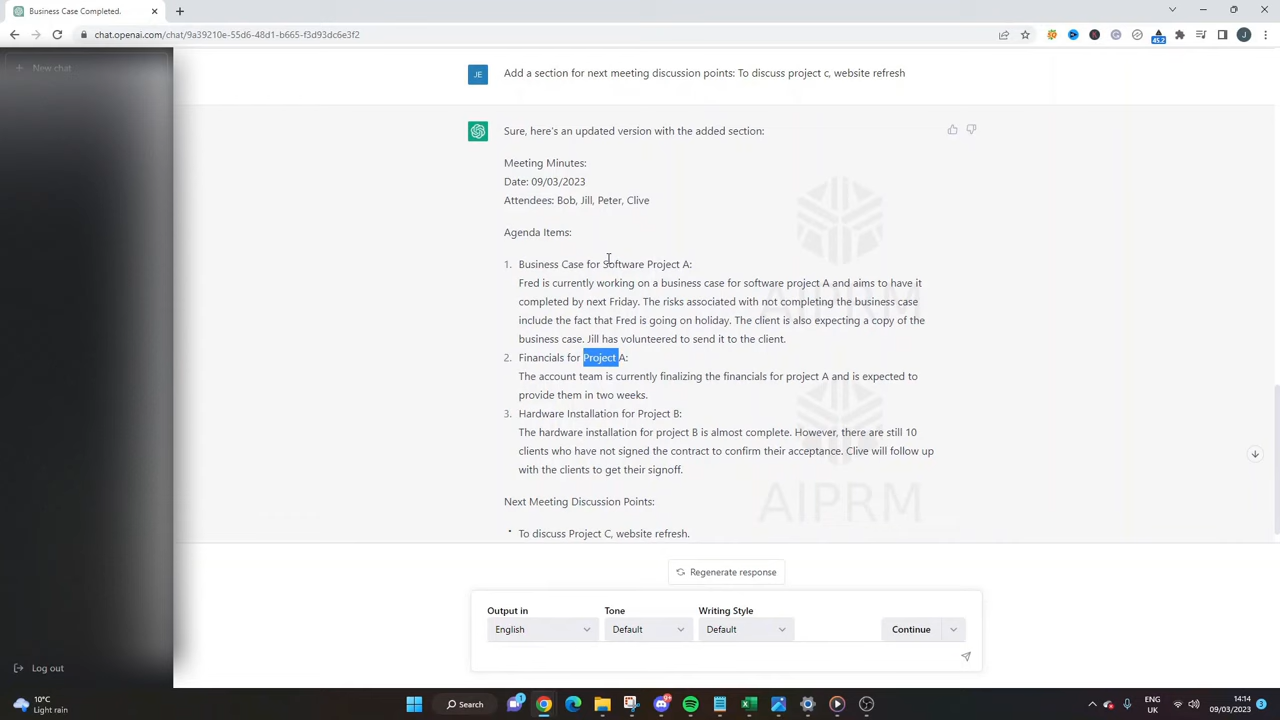 Business Case Completed.
chat.openai.com/chat/9a39210e-55d6-48d1-b665-f3d93dc6e3f2
45.2
J
New chat
JE
Add a section for next meeting discussion points: To discuss project c, website refresh
Sure, here's an updated version with the added section:
Meeting Minutes:
Date: 09/03/2023
Attendees: Bob, Jill, Peter, Clive
Agenda Items:
1. Business Case for Software Project A:
Fred is currently working on a business case for software project A and aims to have it
completed by next Friday. The risks associated with not completing the business case
include the fact that Fred is going on holiday. The client is also expecting a copy of the
business case. Jill has volunteered to send it to the client.
2. Financials for Project A:
The account team is currently finalizing the financials for project A and is expected to
provide them in two weeks.
3. Hardware Installation for Project B:
The hardware installation for project B is almost complete. However, there are still 10
clients who have not signed the contract to confirm their acceptance. Clive will follow up
with the clients to get their signoff.
Next Meeting Discussion Points:
• To discuss Project C, website refresh.
AIPRM
AIPRM
Regenerate response
Output in Tone Writing Style
English Default Default Continue
Log out
10°C
Light rain
Search
ENG
UK
14:14
09/03/2023